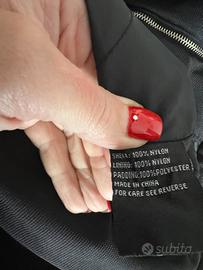 SHELL: 100% NYLON
LINING: 100% NYLON
PADDING:100%POLYESTER
MADE IN CHINA
FOR CARE SEE REVERSE
subito